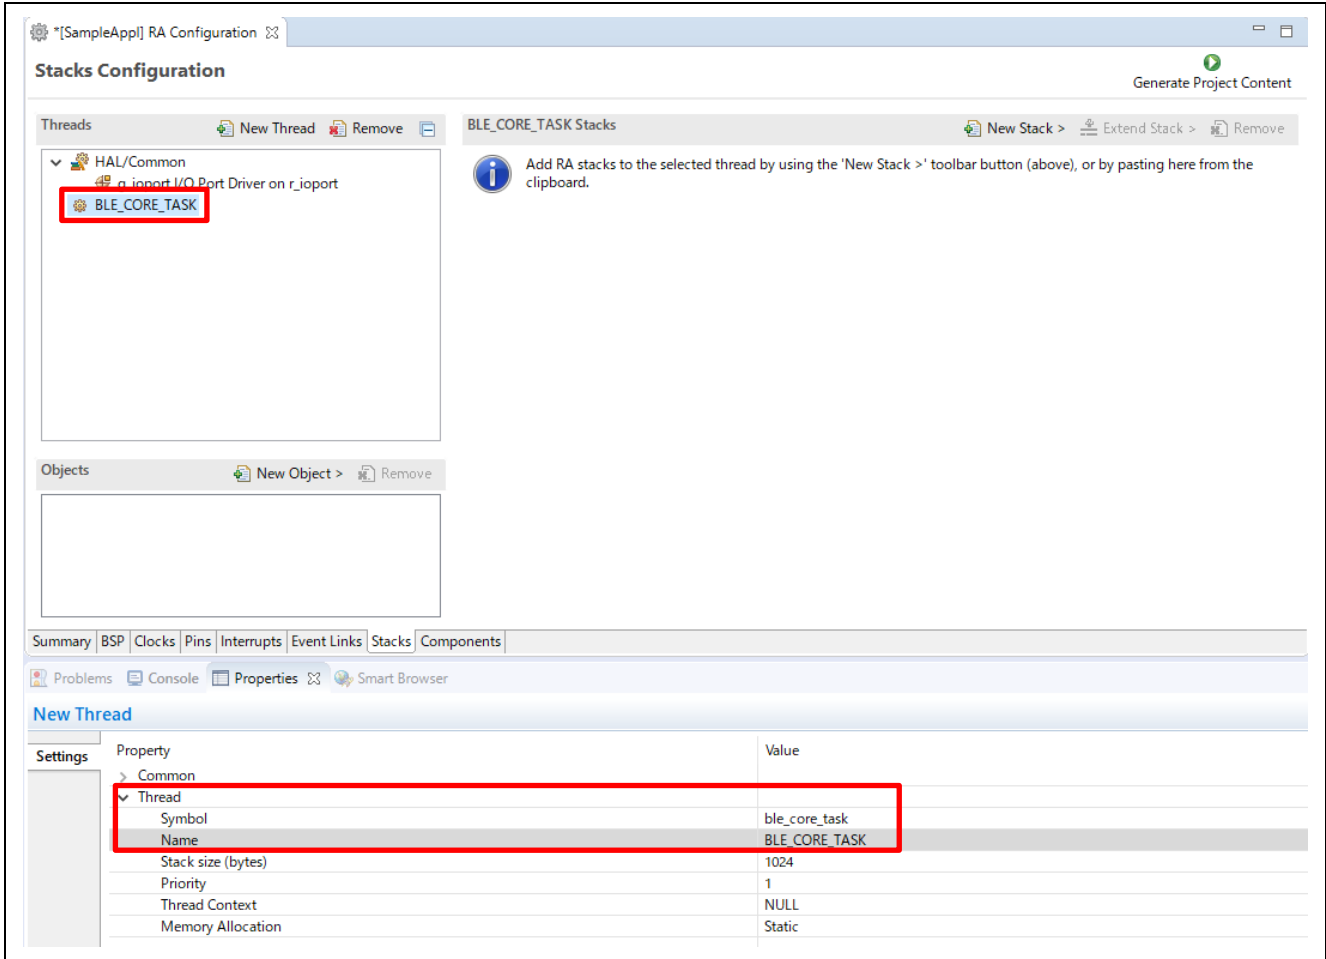 *[SampleAppl] RA Configuration
Stacks Configuration
Generate Project Content
Threads
New Thread
Remove
HAL/Common
g_ioport I/O Port Driver on r_ioport
BLE_CORE_TASK
BLE_CORE_TASK Stacks
New Stack >
Extend Stack >
Remove
Add RA stacks to the selected thread by using the 'New Stack >' toolbar button (above), or by pasting here from the
clipboard.
Objects
New Object >
Remove
Summary BSP Clocks Pins Interrupts Event Links Stacks Components
Problems Console Properties Smart Browser
New Thread
Settings
Property Value
Common
Thread
Symbol ble_core_task
Name BLE_CORE_TASK
Stack size (bytes) 1024
Priority 1
Thread Context NULL
Memory Allocation Static